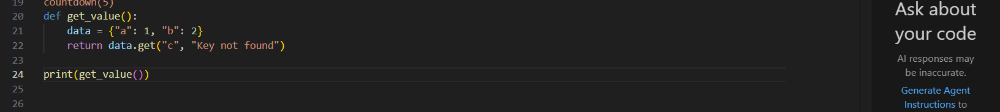 19 countdown(5)
20 def get_value():
21     data = {"a": 1, "b": 2}
22     return data.get("c", "Key not found")
23
24 print(get_value())
25
26
Ask about
your code
AI responses may
be inaccurate.
Generate Agent
Instructions to